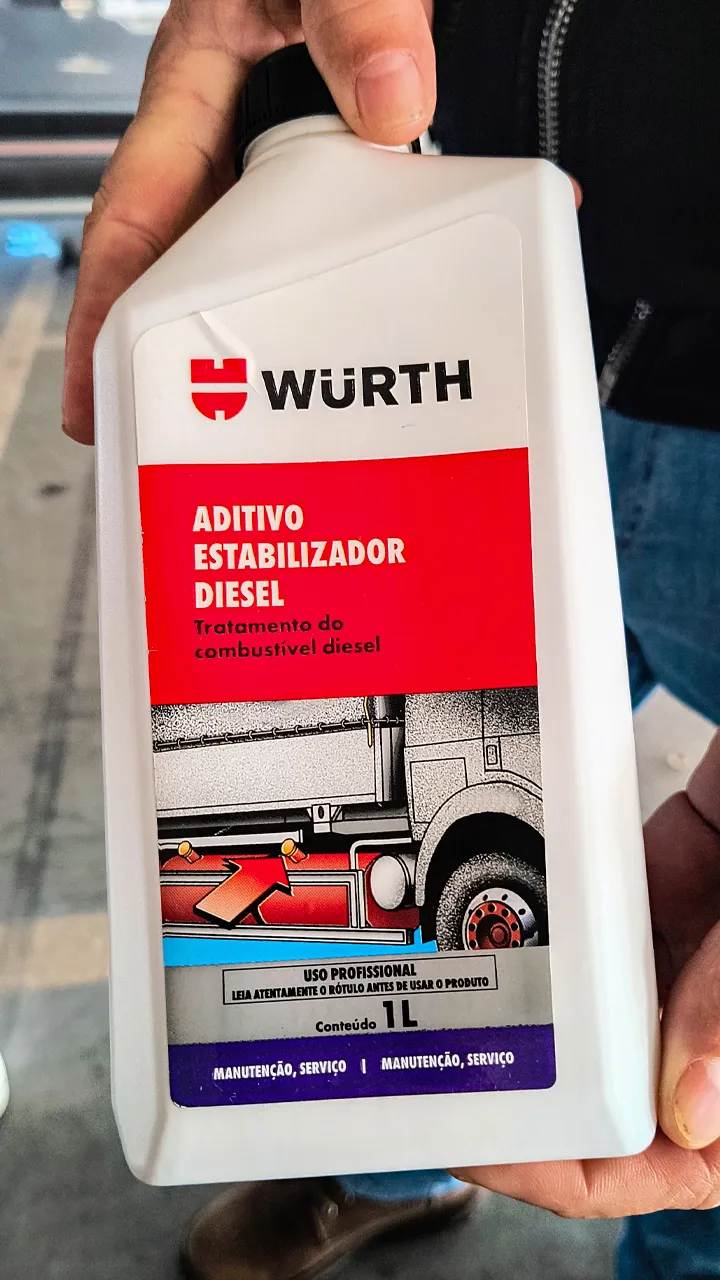 WÜRTH
ADITIVO
ESTABILIZADOR
DIESEL
Tratamento do
combustível diesel
USO PROFISSIONAL
LEIA ATENTAMENTE O RÓTULO ANTES DE USAR O PRODUTO
Conteúdo 1L
MANUTENÇÃO, SERVIÇO | MANUTENÇÃO, SERVIÇO